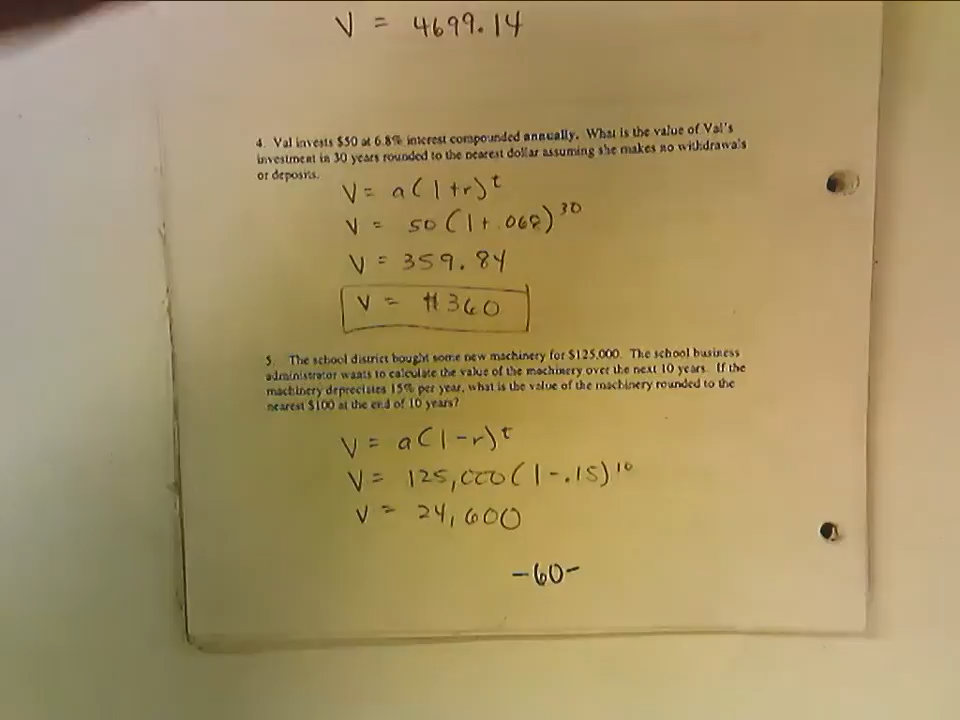 V = 4699.14
4. Val invests $50 at 6.8% interest compounded annually. What is the value of Val's
investment in 30 years rounded to the nearest dollar assuming she makes no withdrawals
or deposits.
V = a(1+r)^t
V = 50(1+.068)^30
V = 359.84
V = $360
5. The school district bought some new machinery for $125,000. The school business
administrator wants to calculate the value of the machinery over the next 10 years. If the
machinery depreciates 15% per year, what is the value of the machinery rounded to the
nearest $100 at the end of 10 years?
V = a(1-r)^t
V = 125,000(1-.15)^10
V = 24,600
-60-